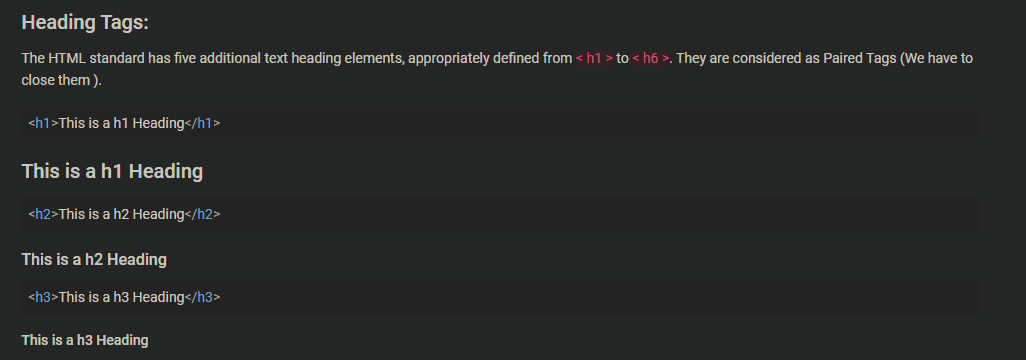 Heading Tags:
The HTML standard has five additional text heading elements, appropriately defined from < h1 > to < h6 >. They are considered as Paired Tags (We have to
close them ).
<h1>This is a h1 Heading</h1>
This is a h1 Heading
<h2>This is a h2 Heading</h2>
This is a h2 Heading
<h3>This is a h3 Heading</h3>
This is a h3 Heading